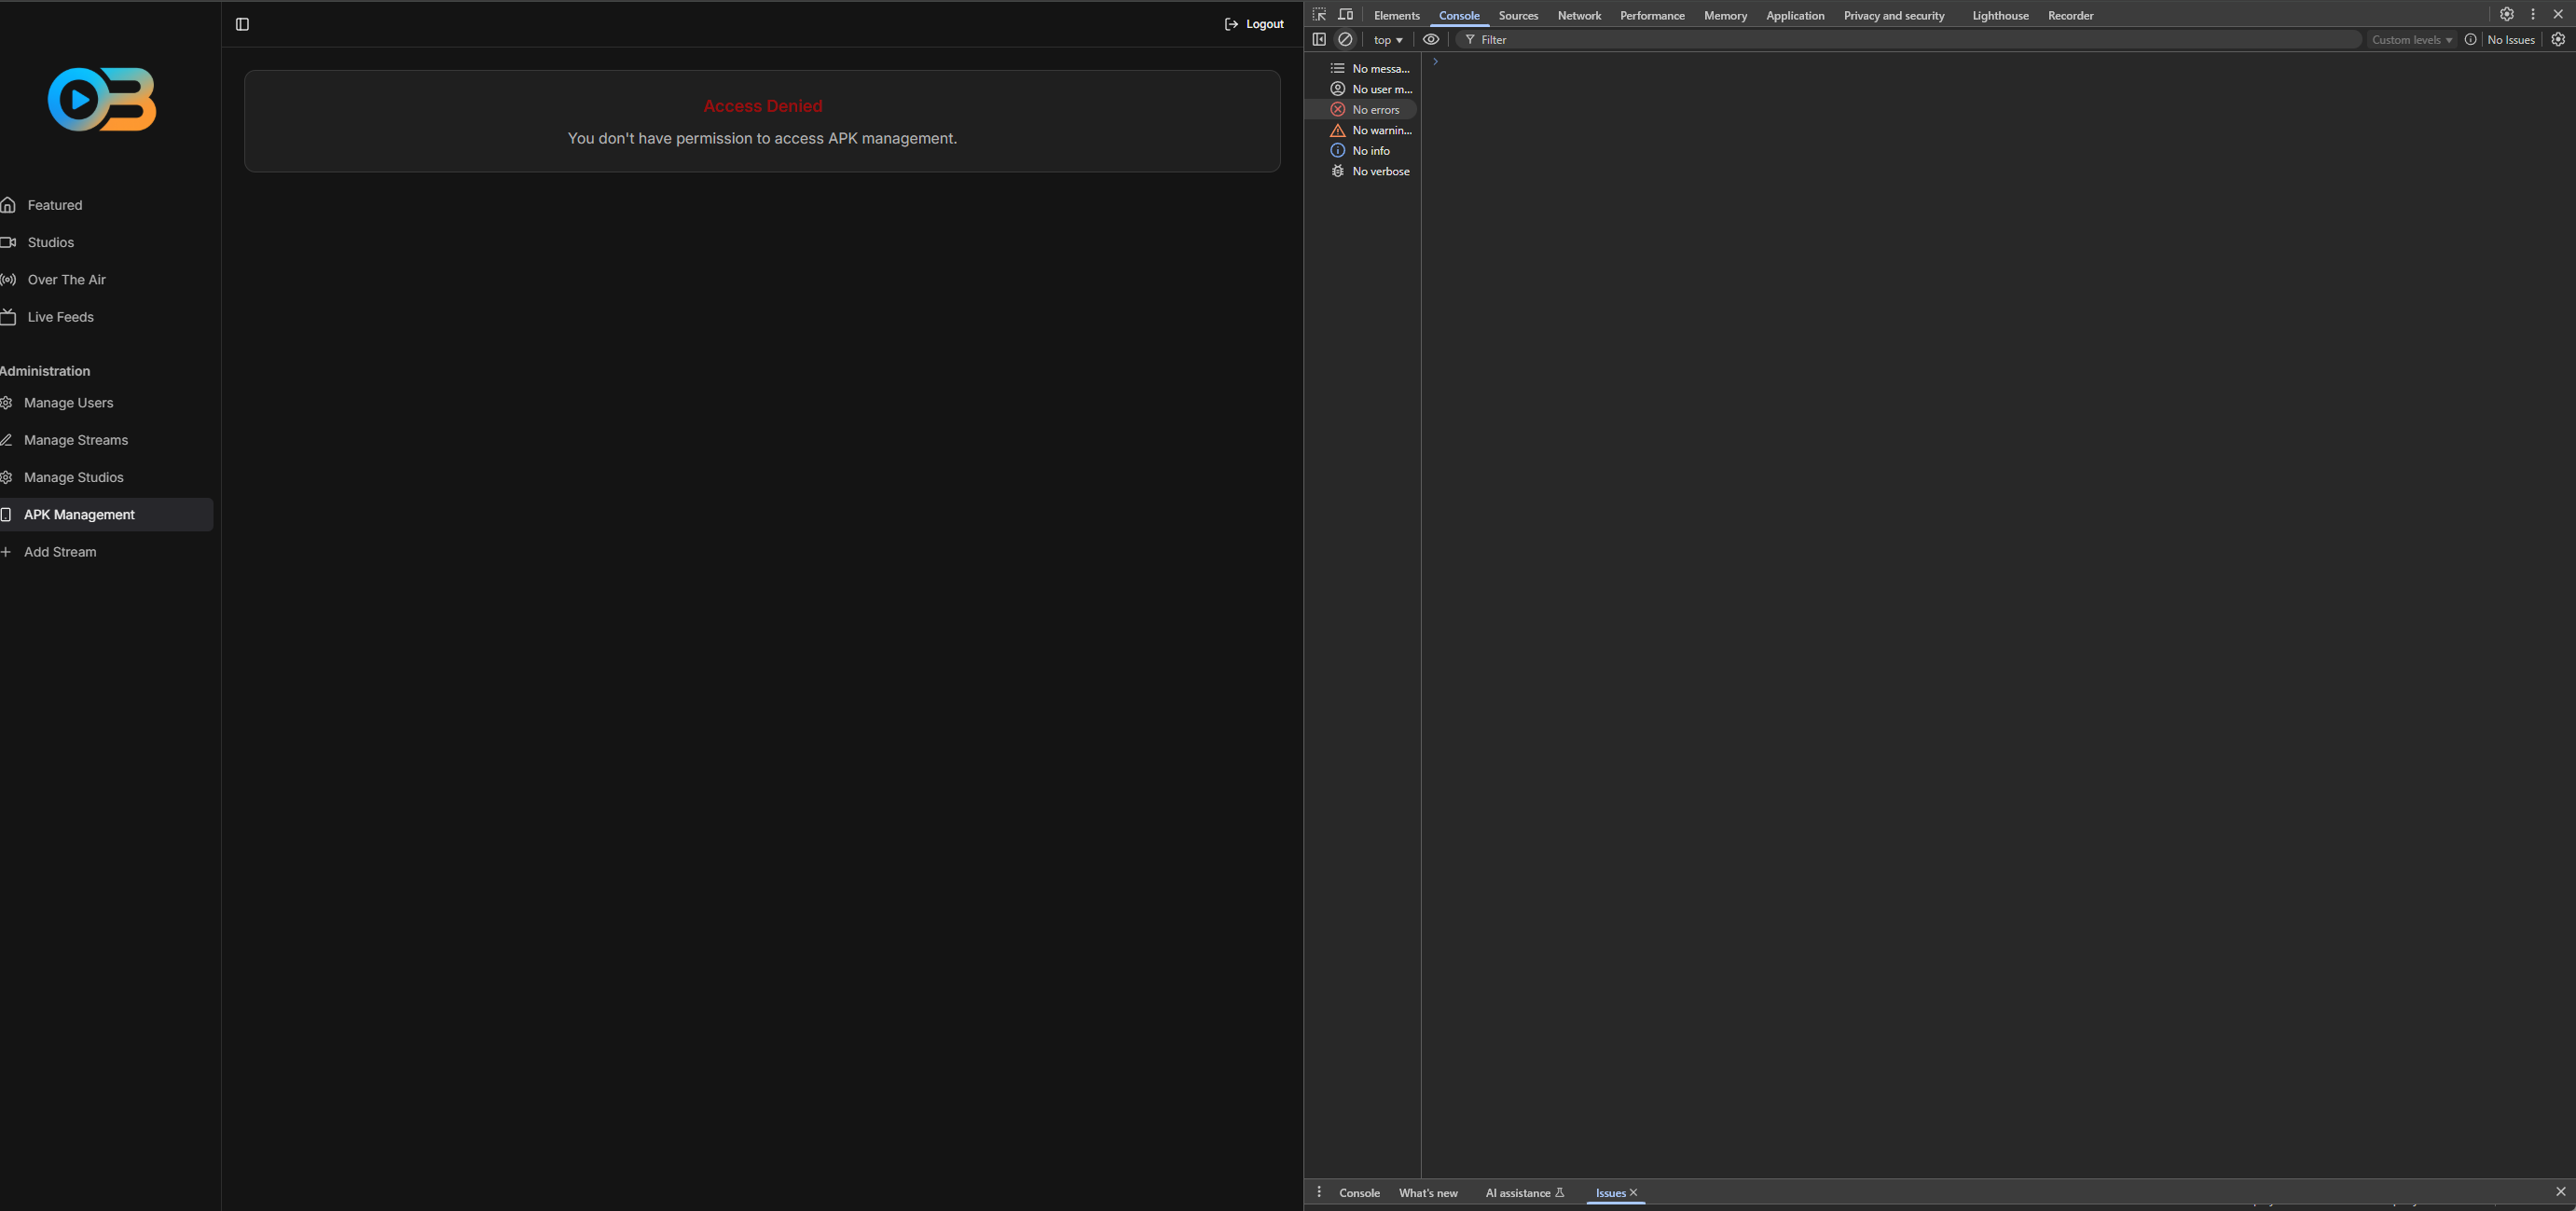 Logout
Access Denied
You don't have permission to access APK management.
Featured
Studios
Over The Air
Live Feeds
Administration
Manage Users
Manage Streams
Manage Studios
APK Management
Add Stream
Elements Console Sources Network Performance Memory Application Privacy and security Lighthouse Recorder
top Filter Custom levels No Issues
No messa...
No user m...
No errors
No warnin...
No info
No verbose
Console What's new AI assistance Issues